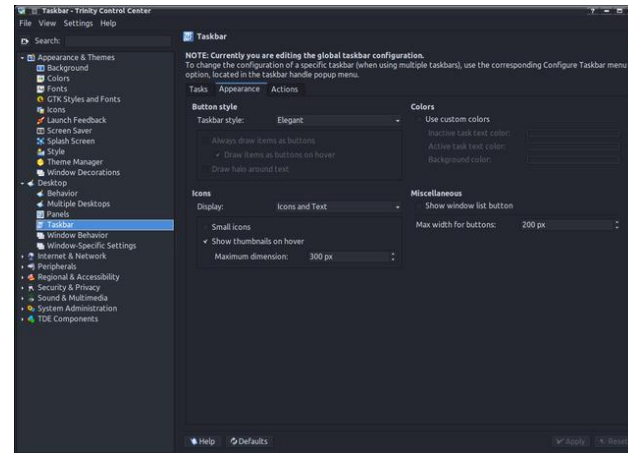 Taskbar - Trinity Control Center
File View Settings Help
Search:
Appearance & Themes
Background
Colors
Fonts
GTK Styles and Fonts
Icons
Launch Feedback
Screen Saver
Splash Screen
Style
Theme Manager
Window Decorations
Desktop
Behavior
Multiple Desktops
Panels
Taskbar
Window Behavior
Window-Specific Settings
Internet & Network
Peripherals
Regional & Accessibility
Security & Privacy
Sound & Multimedia
System Administration
TDE Components
Taskbar
NOTE: Currently you are editing the global taskbar configuration.
To change the configuration of a specific taskbar (when using multiple taskbars), use the corresponding Configure Taskbar menu
option, located in the taskbar handle popup menu.
Tasks Appearance Actions
Button style
Taskbar style: Elegant
Always draw items as buttons
Draw items as buttons on hover
Draw halo around text
Colors
Use custom colors
Inactive task text color:
Active task text color:
Background color:
Icons
Display: Icons and Text
Small icons
Show thumbnails on hover
Maximum dimension: 300 px
Miscellaneous
Show window list button
Max width for buttons: 200 px
Help Defaults Apply Reset